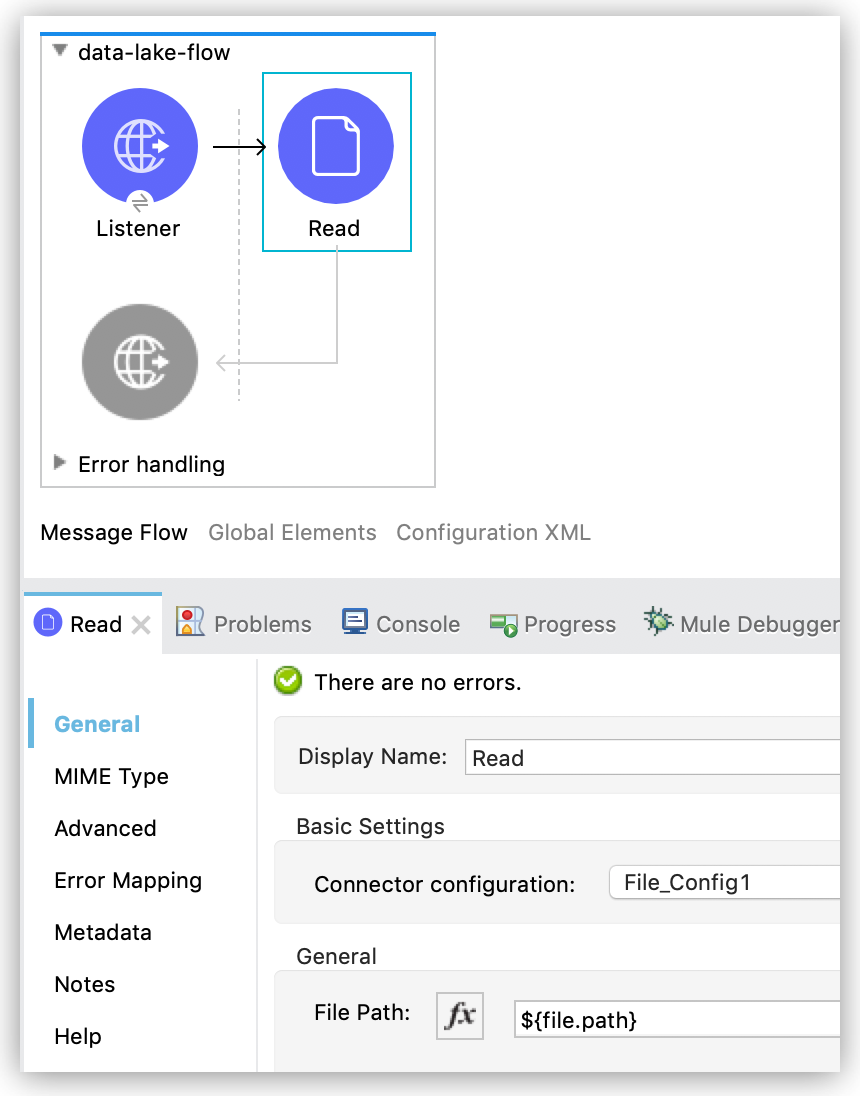 data-lake-flow
Listener
Read
Error handling
Message Flow Global Elements Configuration XML
Read Problems Console Progress Mule Debugger
There are no errors.
General
MIME Type
Advanced
Error Mapping
Metadata
Notes
Help
Display Name: Read
Basic Settings
Connector configuration: File_Config1
General
File Path: fx ${file.path}